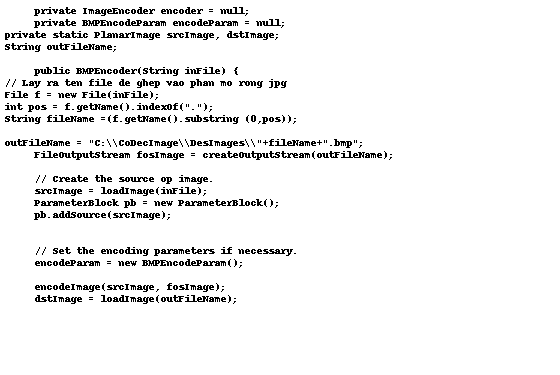 private ImageEncoder encoder = null;
private BMPEncodeParam encodeParam = null;
private static PlanarImage srcImage, dstImage;
String outFileName;
public BMPEncoder(String inFile) {
// Lay ra ten file de ghep vao phan mo rong jpg
File f = new File(inFile);
int pos = f.getName().indexOf(".");
String fileName =(f.getName().substring (0,pos));
outFileName = "C:\\CoDecImage\\DesImages\\"+fileName+".bmp";
FileOutputStream fosImage = createOutputStream(outFileName);
// Create the source op image.
srcImage = loadImage(inFile);
ParameterBlock pb = new ParameterBlock();
pb.addSource(srcImage);
// Set the encoding parameters if necessary.
encodeParam = new BMPEncodeParam();
encodeImage(srcImage, fosImage);
dstImage = loadImage(outFileName);